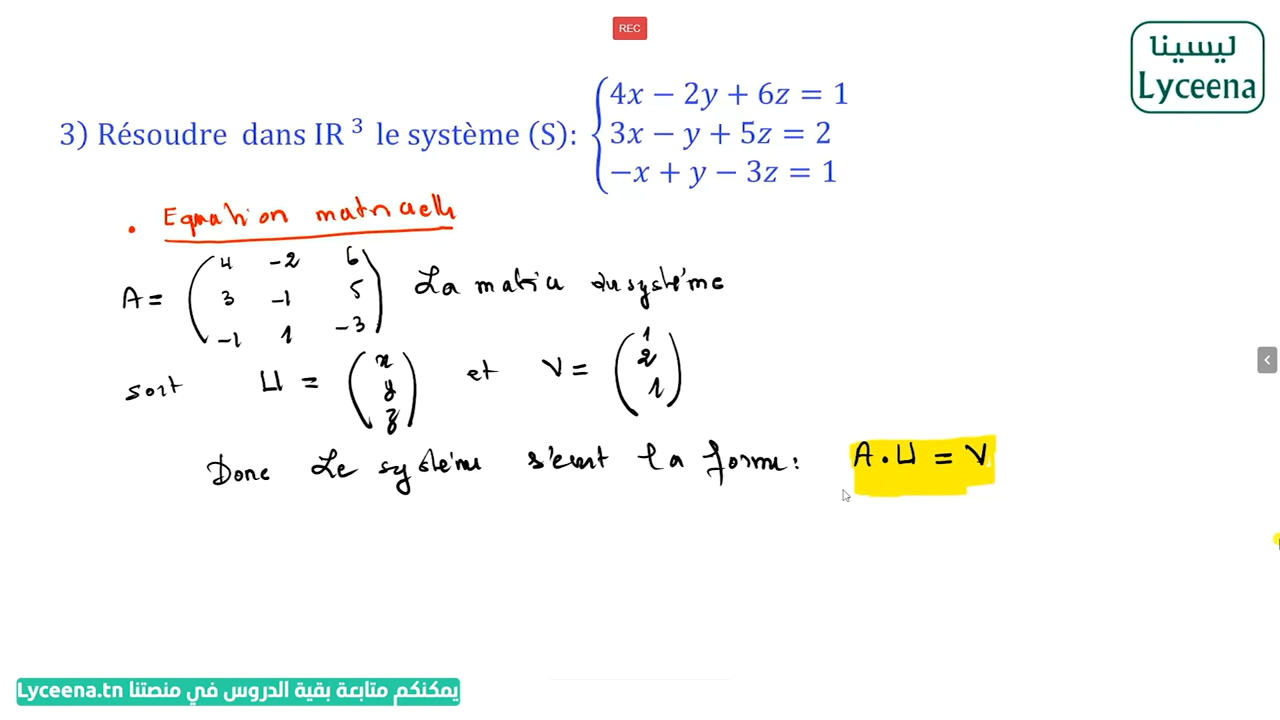 REC
ليسينا
Lyceena
3) Résoudre dans IR ³ le système (S): {4x − 2y + 6z = 1
3x − y + 5z = 2
−x + y − 3z = 1
• Equation matricielle
A = ( 4 -2 6
3 -1 5
-1 1 -3 ) La matrice du système
soit U = ( x
y
z ) et V = ( 1
2
1 )
Donc Le système s'écrit la forme: A . U = V
يمكنكم متابعة بقية الدروس في منصتنا Lyceena.tn